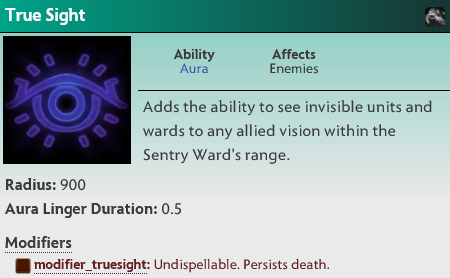 True Sight
Ability
Aura
Affects
Enemies
Adds the ability to see invisible units and
wards to any allied vision within the
Sentry Ward's range.
Radius: 900
Aura Linger Duration: 0.5
Modifiers
modifier_truesight: Undispellable. Persists death.